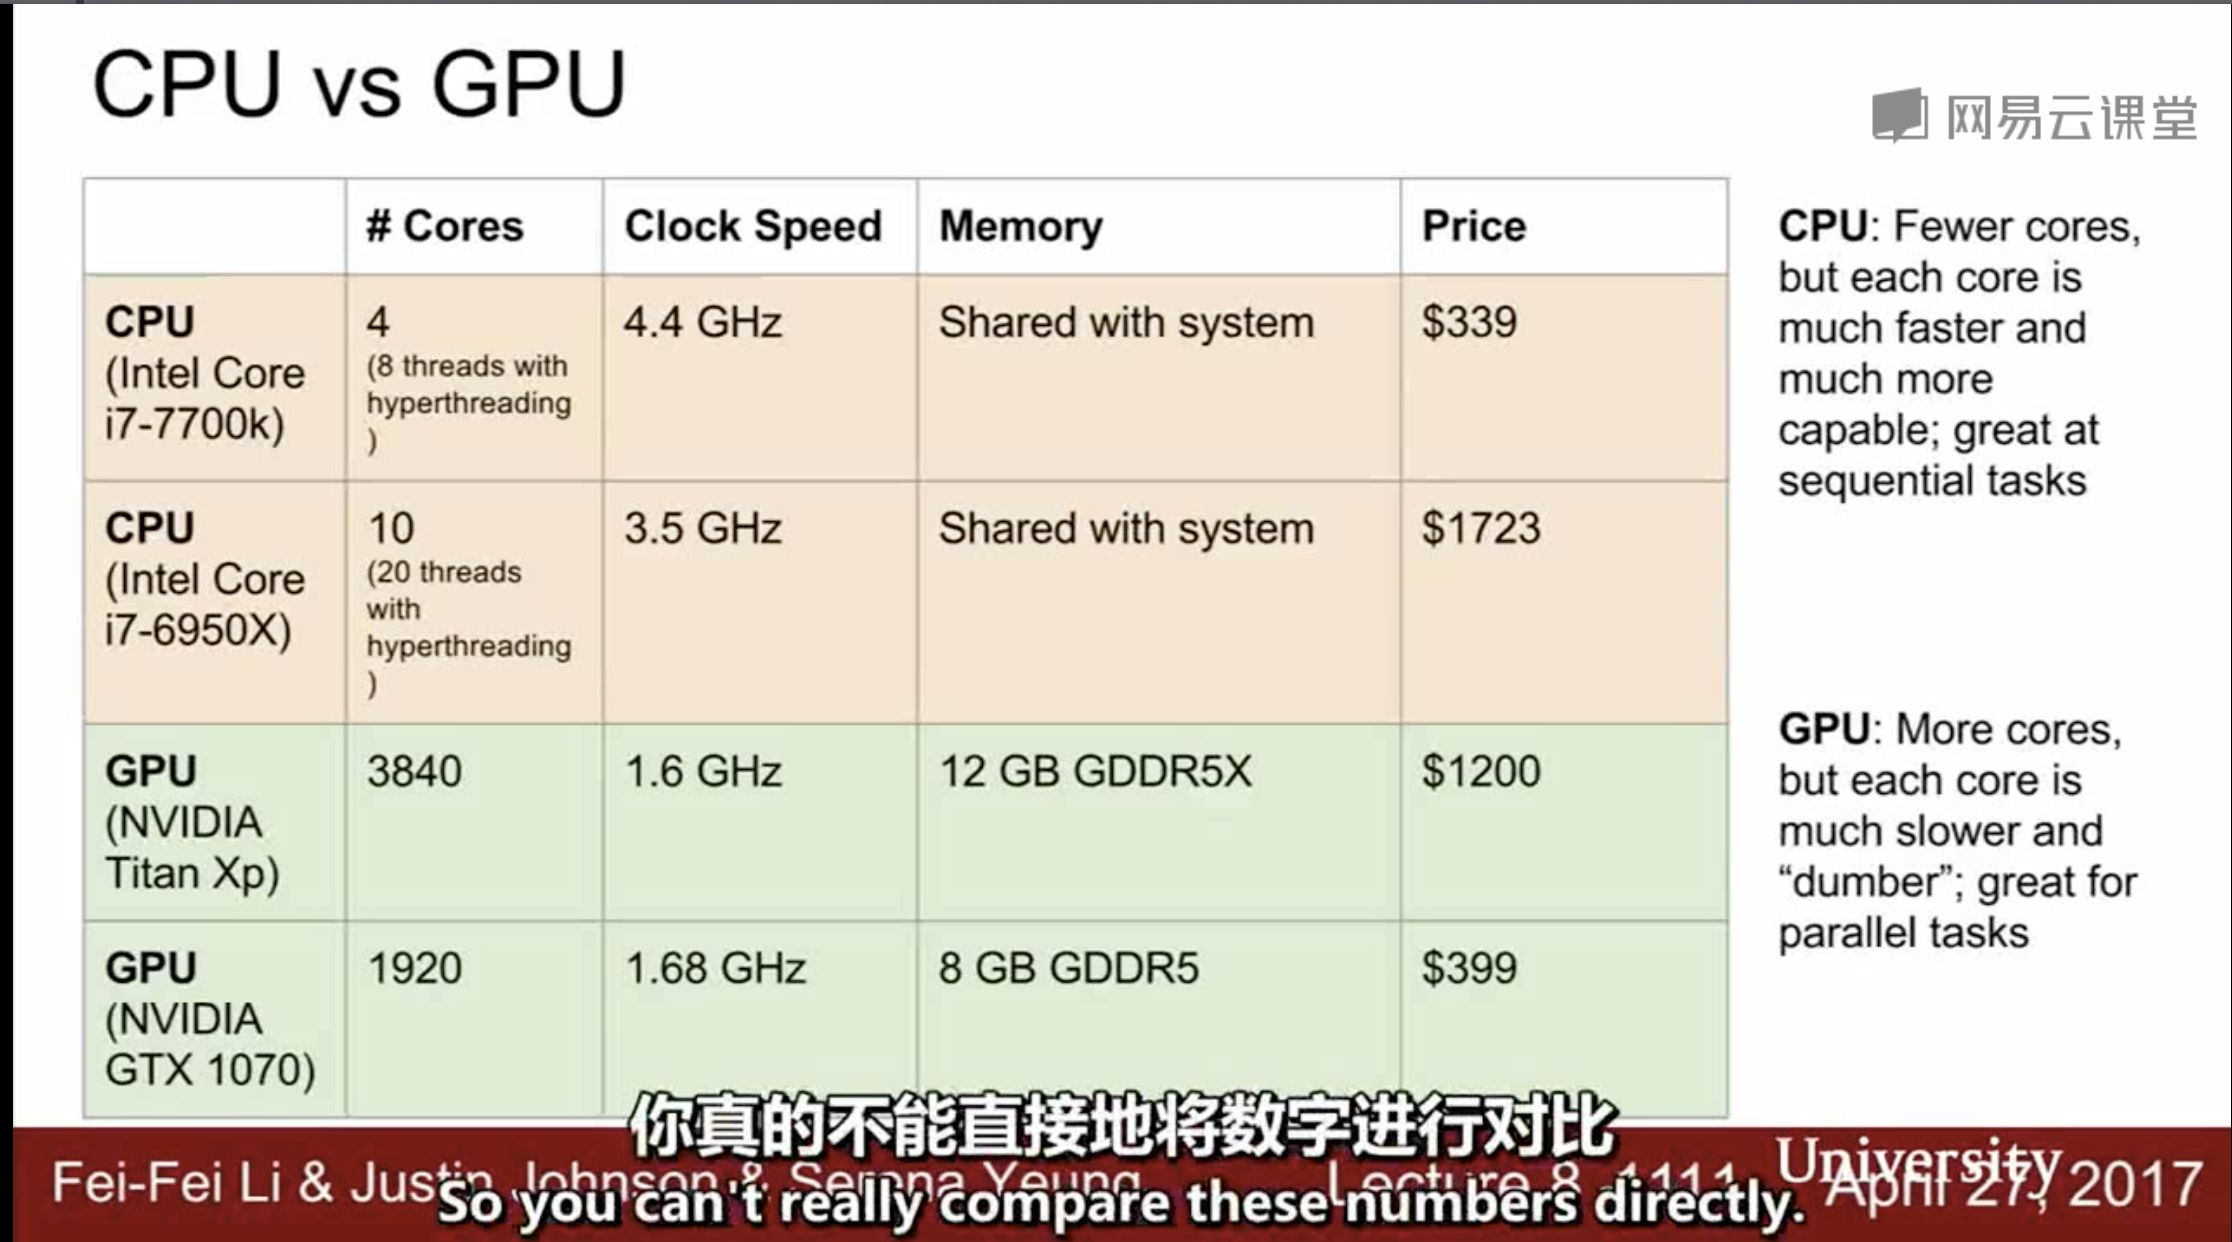 CPU vs GPU
网易云课堂
# Cores
Clock Speed
Memory
Price
CPU
(Intel Core
i7-7700k)
4
(8 threads with
hyperthreading
)
4.4 GHz
Shared with system
$339
CPU
(Intel Core
i7-6950X)
10
(20 threads
with
hyperthreading
)
3.5 GHz
Shared with system
$1723
GPU
(NVIDIA
Titan Xp)
3840
1.6 GHz
12 GB GDDR5X
$1200
GPU
(NVIDIA
GTX 1070)
1920
1.68 GHz
8 GB GDDR5
$399
CPU: Fewer cores,
but each core is
much faster and
much more
capable; great at
sequential tasks
GPU: More cores,
but each core is
much slower and
“dumber”; great for
parallel tasks
你真的不能直接地将数字进行对比
Fei-Fei Li & Justin Johnson & Serena Yeung
Lecture 8
University
April 27, 2017
So you can't really compare these numbers directly.